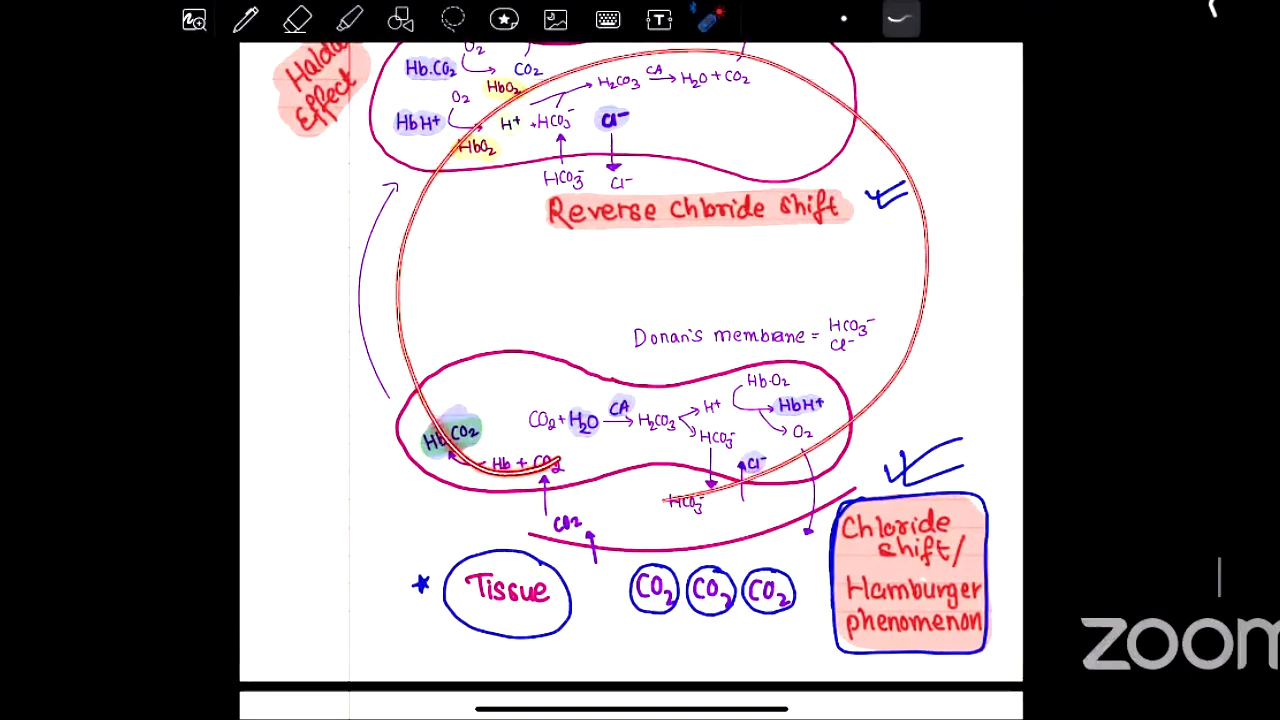 Haldane
Effect
O₂
Hb.CO₂
CO₂
H₂CO₃ CA→ H₂O + CO₂
HbO₂
O₂
HbH+
H⁺ + HCO₃⁻
Cl⁻
HbO₂
HCO₃⁻
Cl⁻
Reverse Chloride shift
Donan's membrane = HCO₃⁻
Cl⁻
Hb.O₂
CO₂ + H₂O CA→ H₂CO₃
H⁺
HbH+
HCO₃⁻
O₂
HbCO₂
Hb + CO₂
Cl⁻
HCO₃⁻
CO₂
Tissue
CO₂ CO₂ CO₂
Chloride
shift/
Hamburger
phenomenon
T
zoom